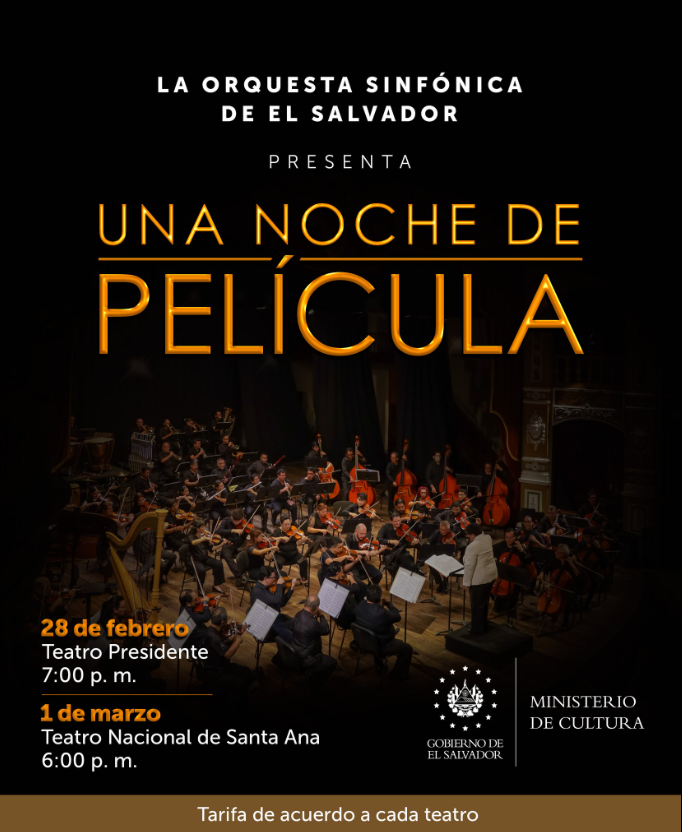 LA ORQUESTA SINFÓNICA
DE EL SALVADOR
PRESENTA
UNA NOCHE DE
PELÍCULA
28 de febrero
Teatro Presidente
7:00 p. m.
1 de marzo
Teatro Nacional de Santa Ana
6:00 p. m.
GOBIERNO DE
EL SALVADOR
MINISTERIO
DE CULTURA
Tarifa de acuerdo a cada teatro